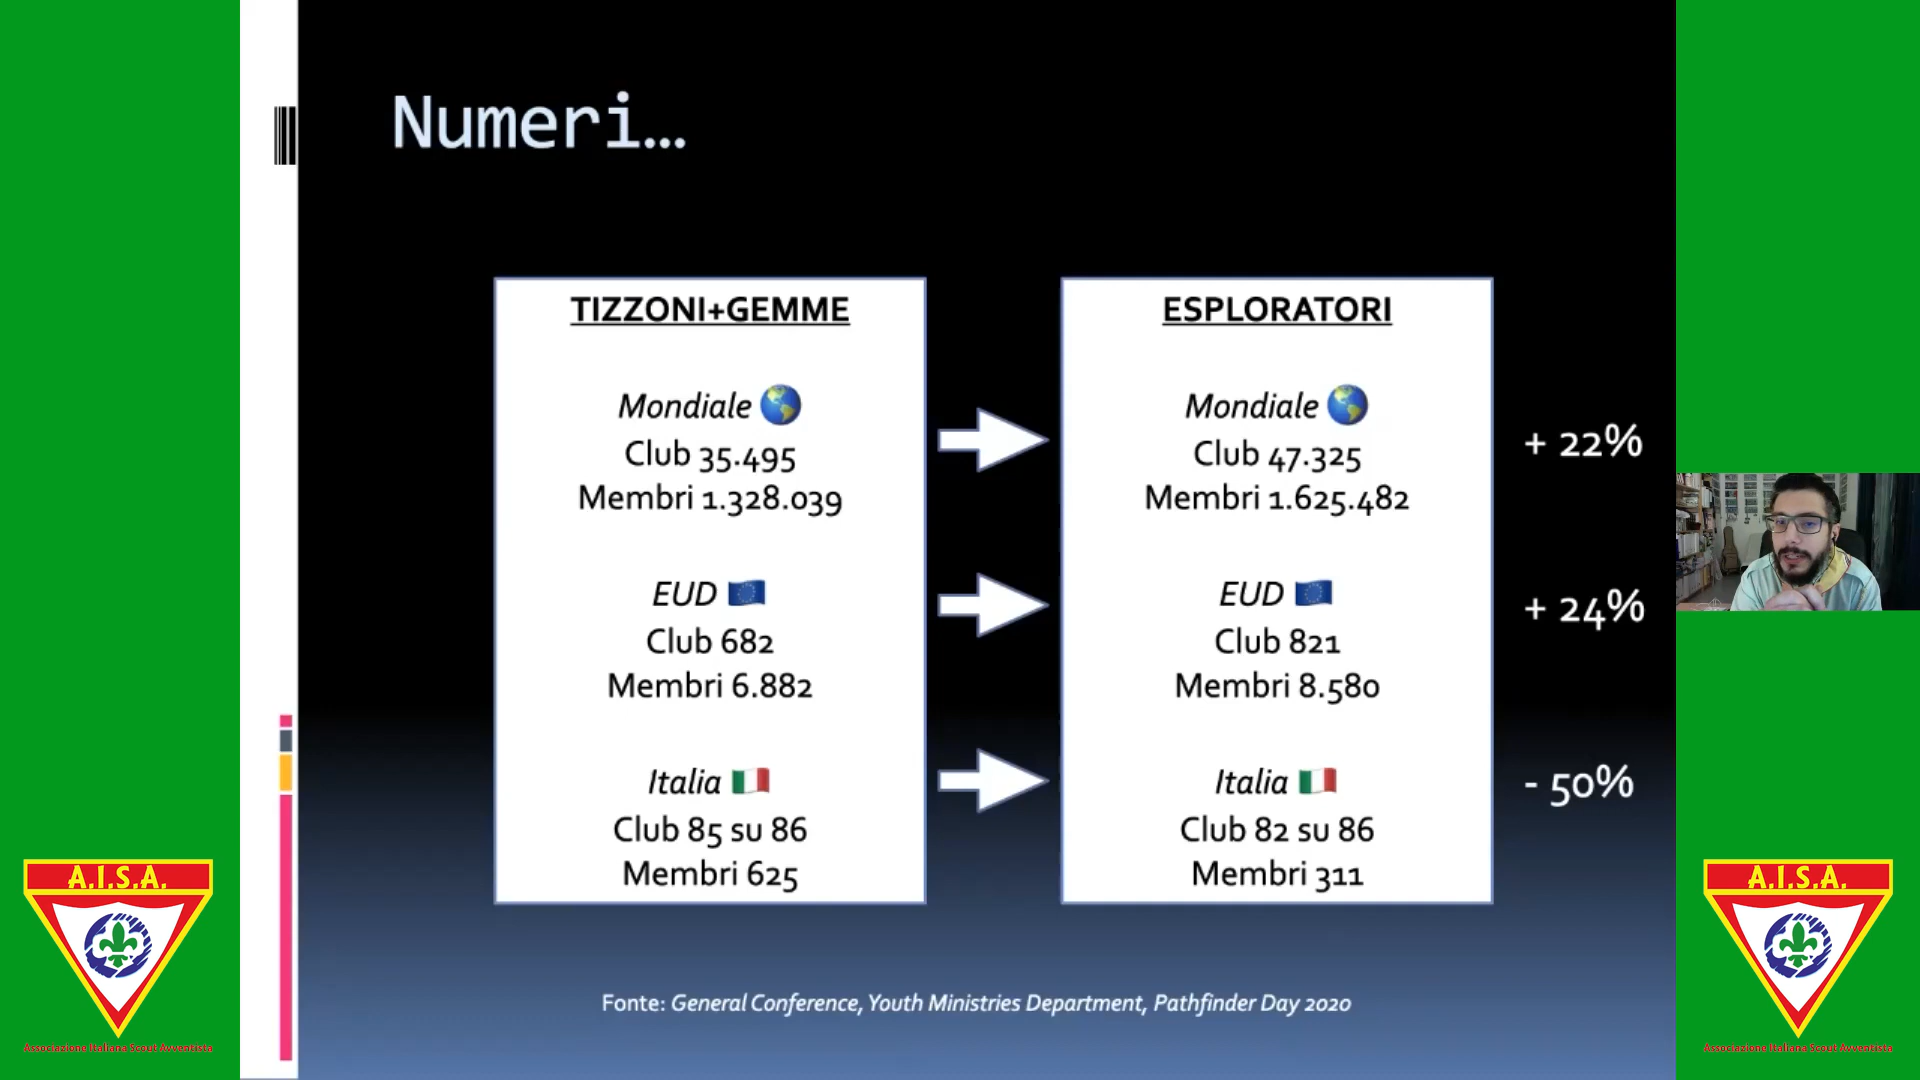 Numeri...
TIZZONI+GEMME
Mondiale
Club 35.495
Membri 1.328.039
EUD
Club 682
Membri 6.882
Italia
Club 85 su 86
Membri 625
ESPLORATORI
Mondiale
Club 47.325
Membri 1.625.482
EUD
Club 821
Membri 8.580
Italia
Club 82 su 86
Membri 311
+ 22%
+ 24%
- 50%
Fonte: General Conference, Youth Ministries Department, Pathfinder Day 2020
A.I.S.A.
Associazione Italiana Scout Avventista
A.I.S.A.
Associazione Italiana Scout Avventista